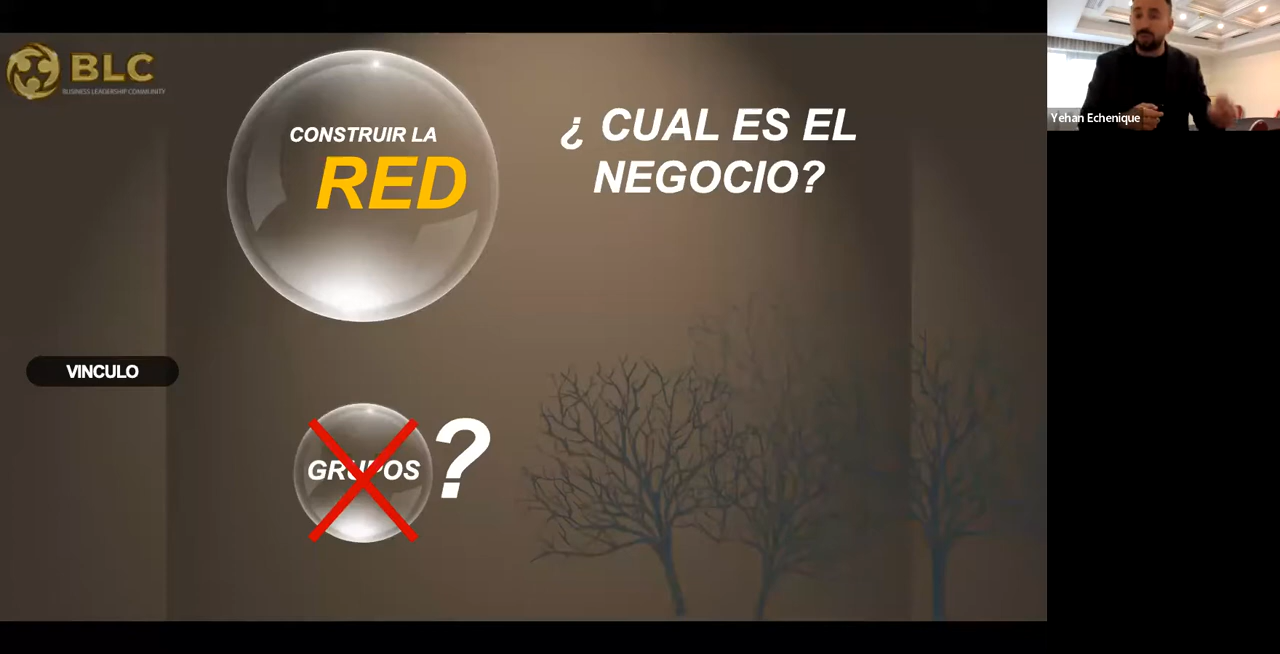 BLC
BUSINESS LEADERSHIP COMMUNITY
CONSTRUIR LA
RED
¿ CUAL ES EL
NEGOCIO?
Yehan Echenique
VINCULO
GRUPOS
?